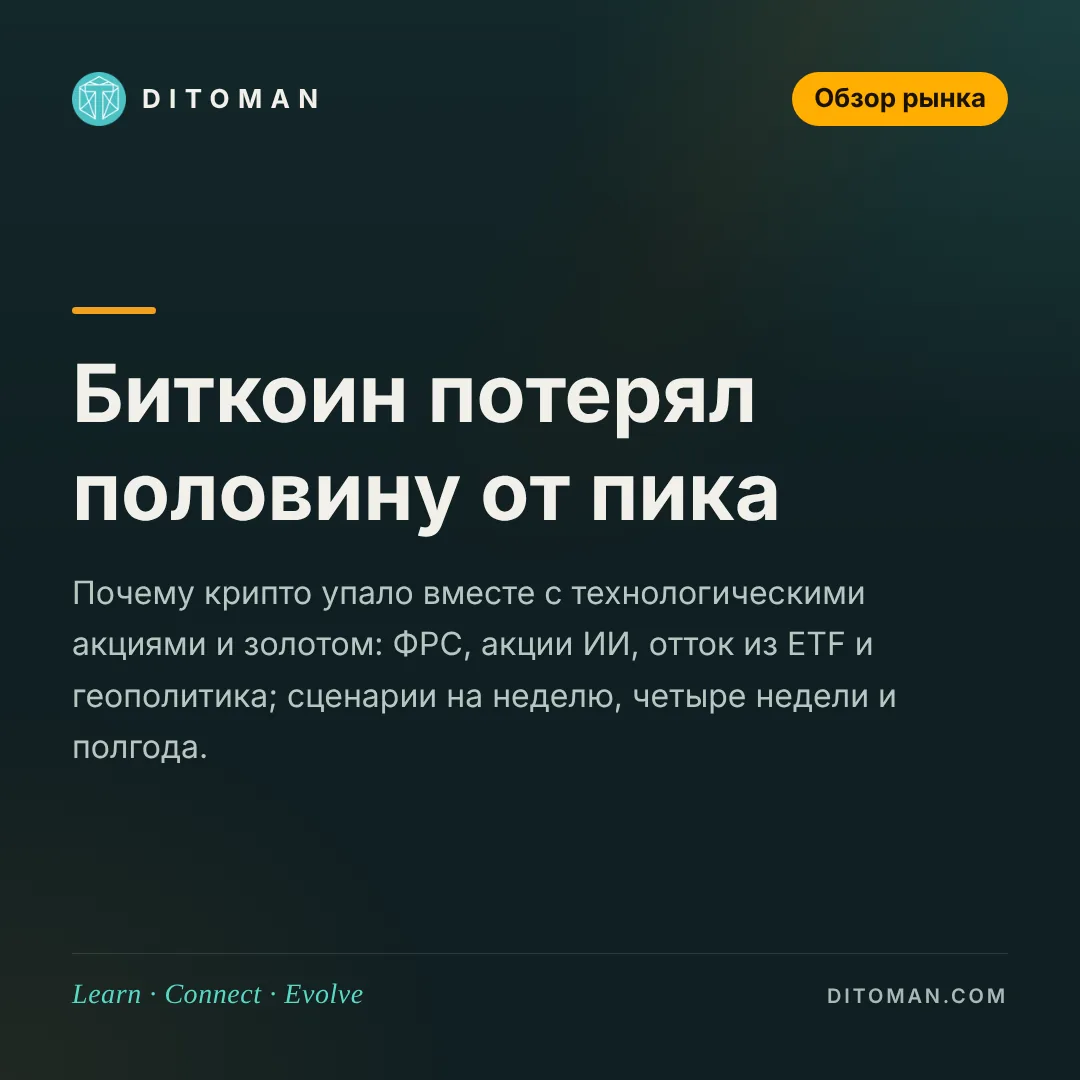 DITOMAN
Обзор рынка
Биткоин потерял
половину от пика
Почему крипто упало вместе с технологическими
акциями и золотом: ФРС, акции ИИ, отток из ETF и
геополитика; сценарии на неделю, четыре недели и
полгода.
Learn · Connect · Evolve
DITOMAN.COM